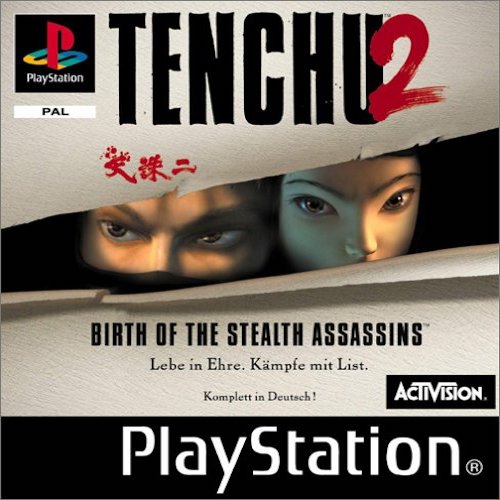 TENCHU 2™
PlayStation
PAL
天誅二
BIRTH OF THE STEALTH ASSASSINS™
Lebe in Ehre. Kämpfe mit List.
Komplett in Deutsch!
ACTIVISION®
PlayStation®